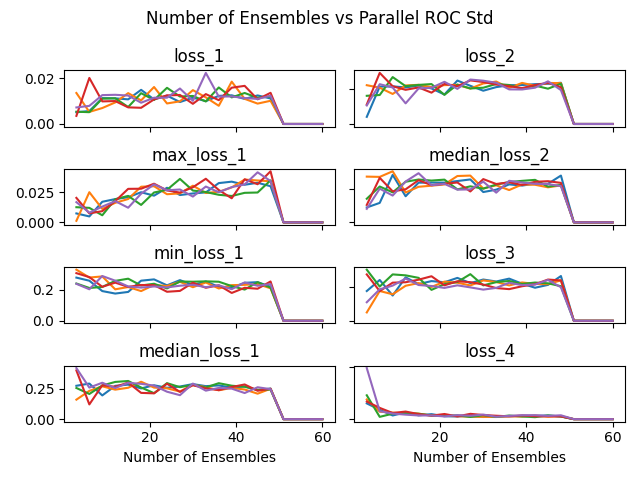 Number of Ensembles vs Parallel ROC Std
loss_1
loss_2
0.02
0.00
max_loss_1
median_loss_2
0.025
0.000
min_loss_1
loss_3
0.2
0.0
median_loss_1
loss_4
0.25
0.00
20 40 60 20 40 60
Number of Ensembles Number of Ensembles